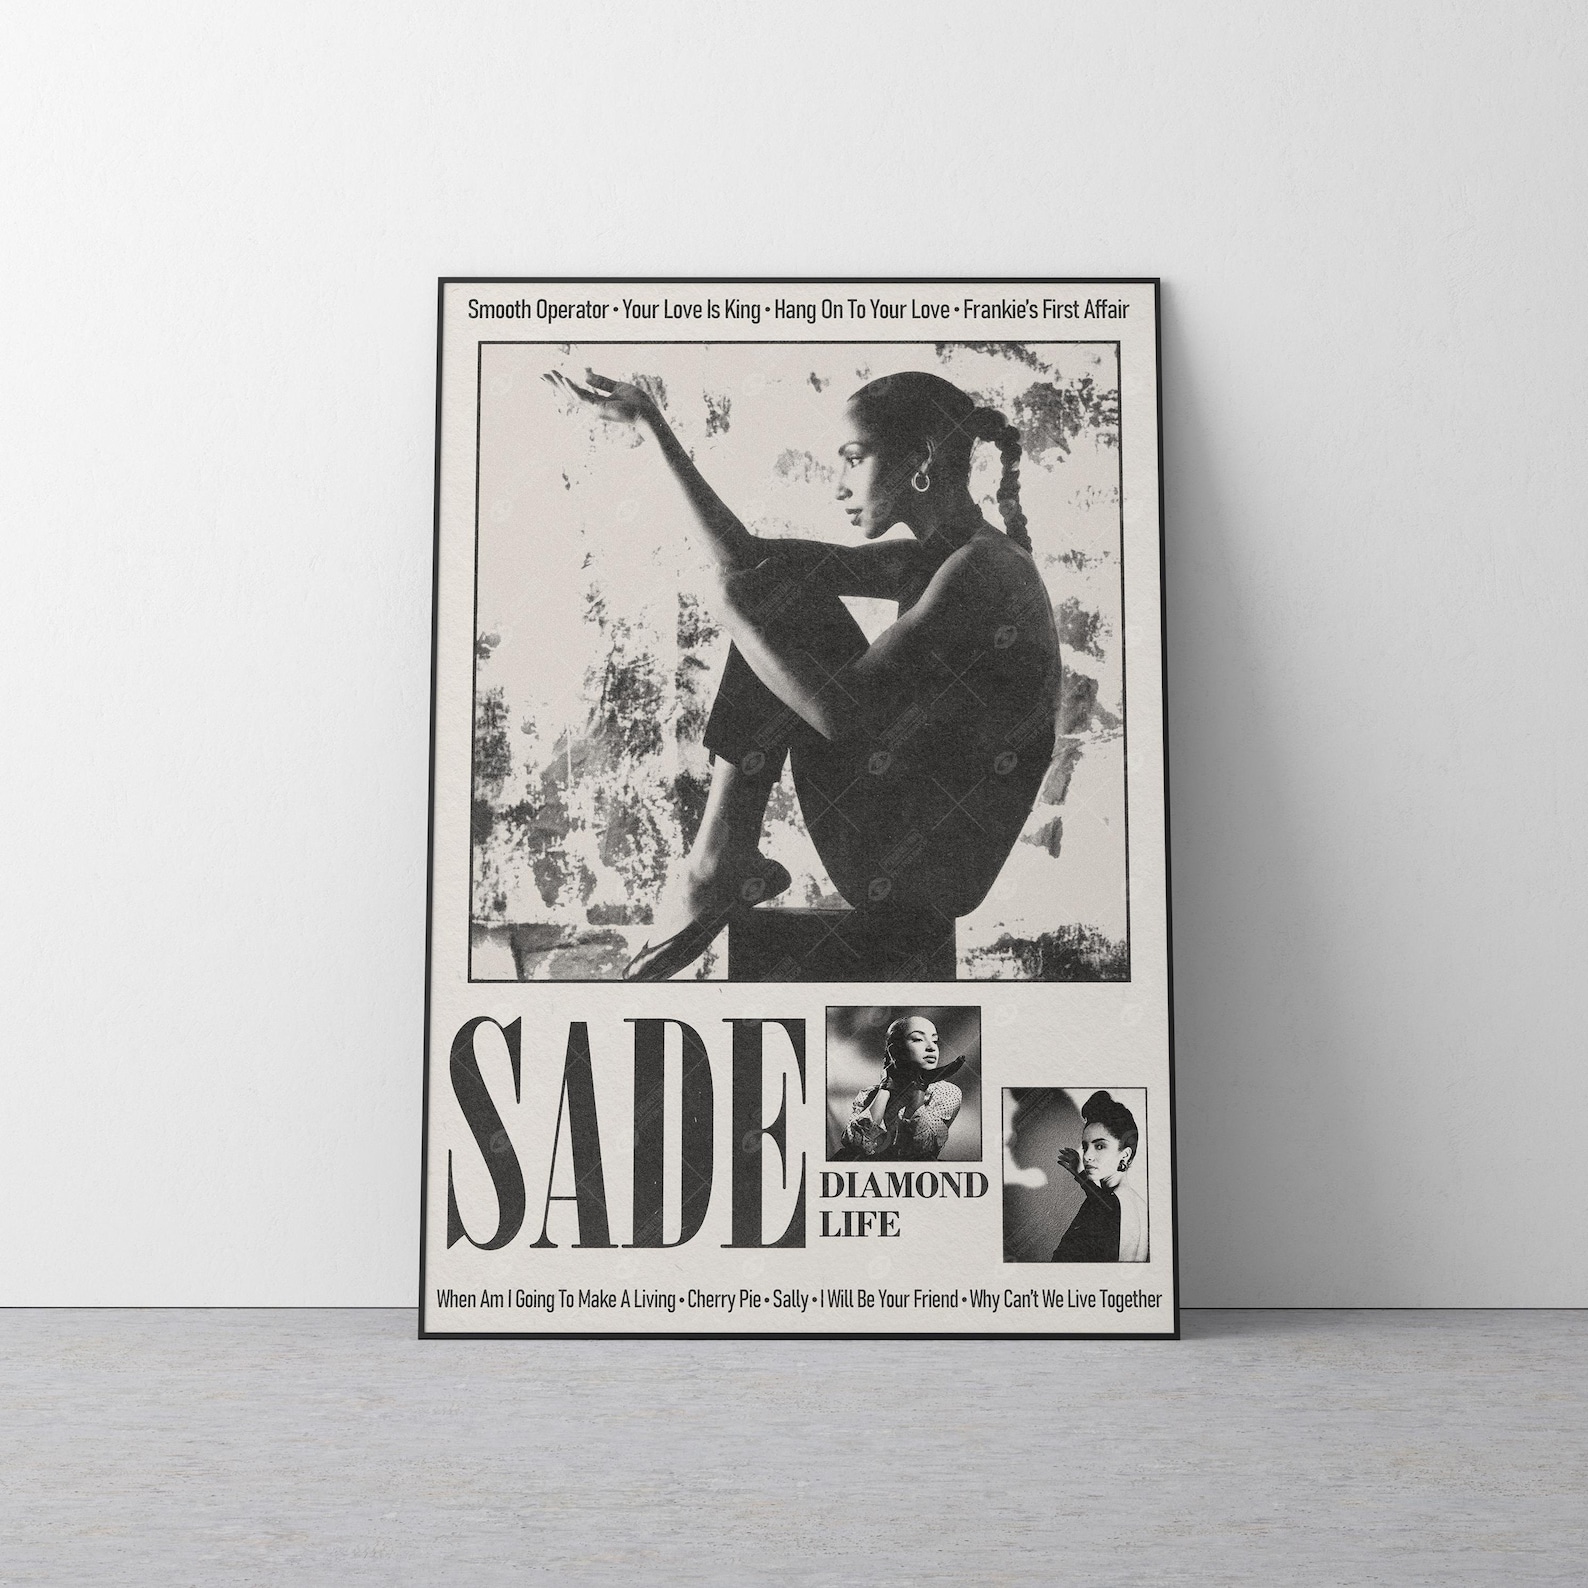 Smooth Operator • Your Love Is King • Hang On To Your Love • Frankie's First Affair
SADE
DIAMOND
LIFE
When Am I Going To Make A Living • Cherry Pie • Sally • I Will Be Your Friend • Why Can't We Live Together